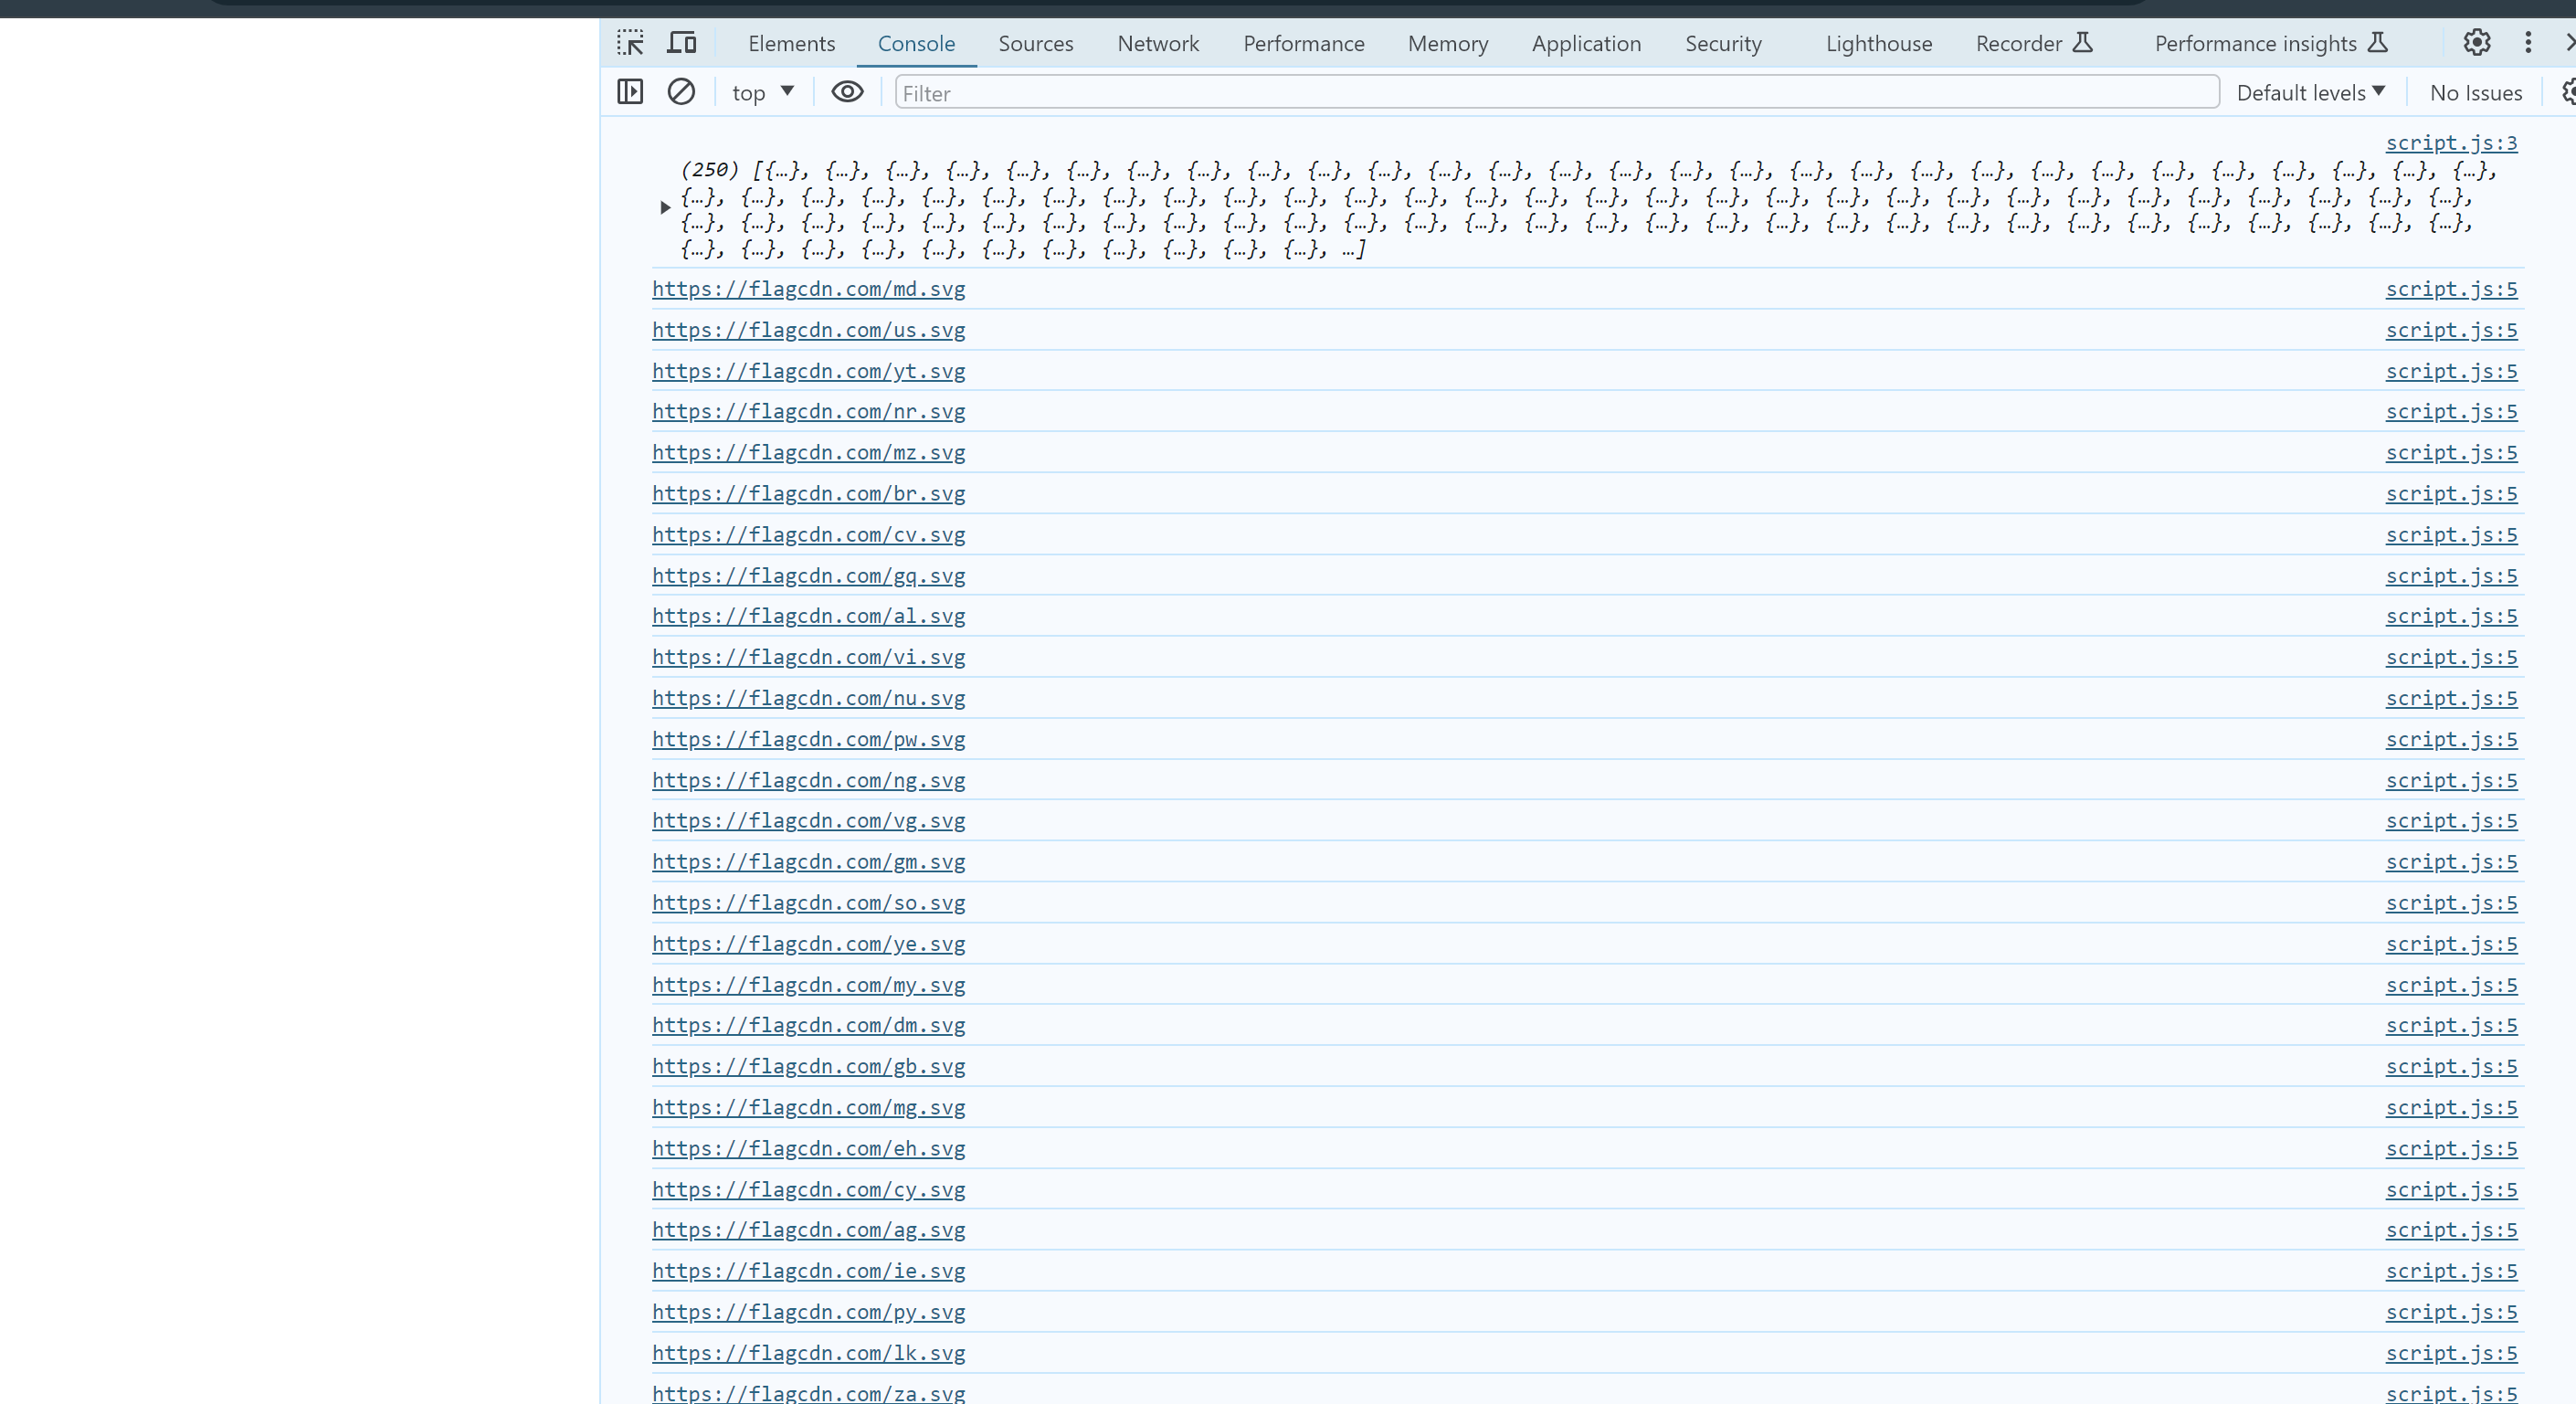 Elements Console Sources Network Performance Memory Application Security Lighthouse Recorder Performance insights
top Filter Default levels No Issues
script.js:3
(250) [{…}, {…}, {…}, {…}, {…}, {…}, {…}, {…}, {…}, {…}, {…}, {…}, {…}, {…}, {…}, {…}, {…}, {…}, {…}, {…}, {…}, {…}, {…}, {…}, {…}, {…}, {…}, {…}, {…},
{…}, {…}, {…}, {…}, {…}, {…}, {…}, {…}, {…}, {…}, {…}, {…}, {…}, {…}, {…}, {…}, {…}, {…}, {…}, {…}, {…}, {…}, {…}, {…}, {…}, {…}, {…}, {…}, {…}, {…},
{…}, {…}, {…}, {…}, {…}, {…}, {…}, {…}, {…}, {…}, {…}, {…}, {…}, {…}, {…}, {…}, {…}, {…}, {…}, {…}, {…}, {…}, {…}, {…}, {…}, {…}, {…}, {…}, {…}, {…},
{…}, {…}, {…}, {…}, {…}, {…}, {…}, {…}, {…}, {…}, {…}, …]
https://flagcdn.com/md.svg script.js:5
https://flagcdn.com/us.svg script.js:5
https://flagcdn.com/yt.svg script.js:5
https://flagcdn.com/nr.svg script.js:5
https://flagcdn.com/mz.svg script.js:5
https://flagcdn.com/br.svg script.js:5
https://flagcdn.com/cv.svg script.js:5
https://flagcdn.com/gq.svg script.js:5
https://flagcdn.com/al.svg script.js:5
https://flagcdn.com/vi.svg script.js:5
https://flagcdn.com/nu.svg script.js:5
https://flagcdn.com/pw.svg script.js:5
https://flagcdn.com/ng.svg script.js:5
https://flagcdn.com/vg.svg script.js:5
https://flagcdn.com/gm.svg script.js:5
https://flagcdn.com/so.svg script.js:5
https://flagcdn.com/ye.svg script.js:5
https://flagcdn.com/my.svg script.js:5
https://flagcdn.com/dm.svg script.js:5
https://flagcdn.com/gb.svg script.js:5
https://flagcdn.com/mg.svg script.js:5
https://flagcdn.com/eh.svg script.js:5
https://flagcdn.com/cy.svg script.js:5
https://flagcdn.com/ag.svg script.js:5
https://flagcdn.com/ie.svg script.js:5
https://flagcdn.com/py.svg script.js:5
https://flagcdn.com/lk.svg script.js:5
https://flagcdn.com/za.svg script.js:5